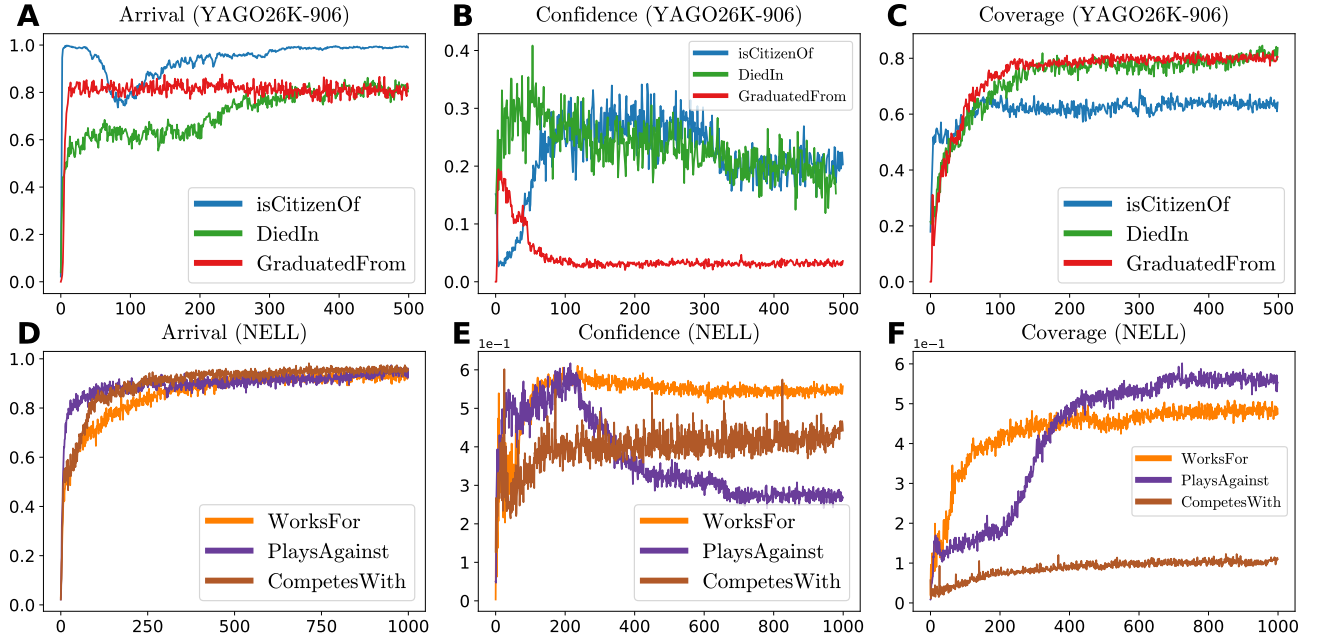 A Arrival (YAGO26K-906)
1.0
0.8
0.6
0.4
0.2
0.0
0 100 200 300 400 500
isCitizenOf
DiedIn
GraduatedFrom
B Confidence (YAGO26K-906)
0.4
0.3
0.2
0.1
0.0
0 100 200 300 400 500
isCitizenOf
DiedIn
GraduatedFrom
C Coverage (YAGO26K-906)
0.8
0.6
0.4
0.2
0.0
0 100 200 300 400 500
isCitizenOf
DiedIn
GraduatedFrom
D Arrival (NELL)
1.0
0.8
0.6
0.4
0.2
0.0
0 250 500 750 1000
WorksFor
PlaysAgainst
CompetesWith
E Confidence (NELL)
1e−1
6
5
4
3
2
1
0
0 200 400 600 800 1000
WorksFor
PlaysAgainst
CompetesWith
F Coverage (NELL)
1e−1
6
5
4
3
2
1
0
0 200 400 600 800 1000
WorksFor
PlaysAgainst
CompetesWith